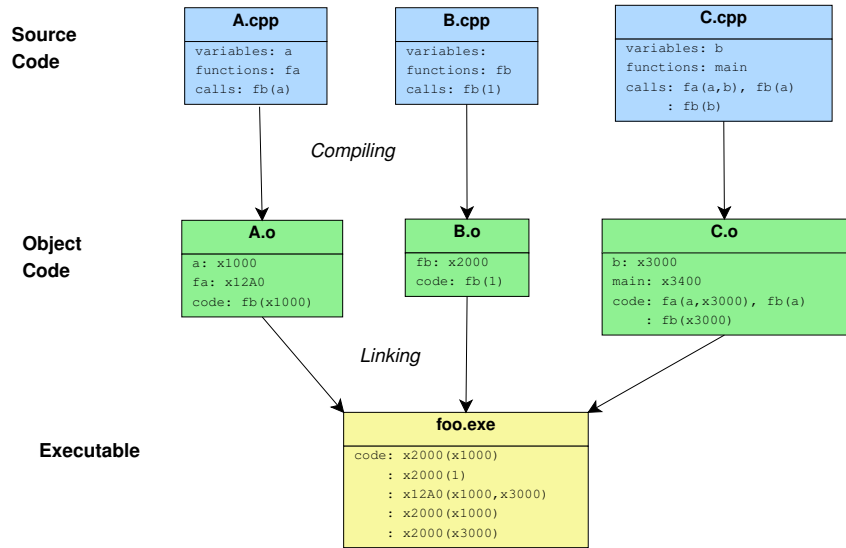 Source
Code
A.cpp
variables: a
functions: fa
calls: fb(a)
B.cpp
variables:
functions: fb
calls: fb(1)
C.cpp
variables: b
functions: main
calls: fa(a,b), fb(a)
: fb(b)
Compiling
Object
Code
A.o
a: x1000
fa: x12A0
code: fb(x1000)
B.o
fb: x2000
code: fb(1)
C.o
b: x3000
main: x3400
code: fa(a,x3000), fb(a)
: fb(x3000)
Linking
Executable
foo.exe
code: x2000(x1000)
: x2000(1)
: x12A0(x1000,x3000)
: x2000(x1000)
: x2000(x3000)